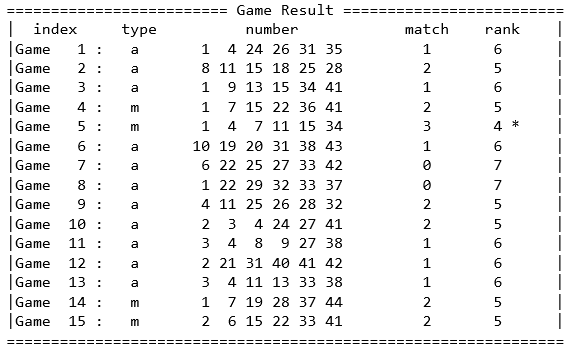 ========================= Game Result =========================
| index type number match rank |
|Game 1 : a 1 4 24 26 31 35 1 6 |
|Game 2 : a 8 11 15 18 25 28 2 5 |
|Game 3 : a 1 9 13 15 34 41 1 6 |
|Game 4 : m 1 7 15 22 36 41 2 5 |
|Game 5 : m 1 4 7 11 15 34 3 4 * |
|Game 6 : a 10 19 20 31 38 43 1 6 |
|Game 7 : a 6 22 25 27 33 42 0 7 |
|Game 8 : a 1 22 29 32 33 37 0 7 |
|Game 9 : a 4 11 25 26 28 32 2 5 |
|Game 10 : a 2 3 4 24 27 41 2 5 |
|Game 11 : a 3 4 8 9 27 38 1 6 |
|Game 12 : a 2 21 31 40 41 42 1 6 |
|Game 13 : a 3 4 11 13 33 38 1 6 |
|Game 14 : m 1 7 19 28 37 44 2 5 |
|Game 15 : m 2 6 15 22 33 41 2 5 |
===============================================================